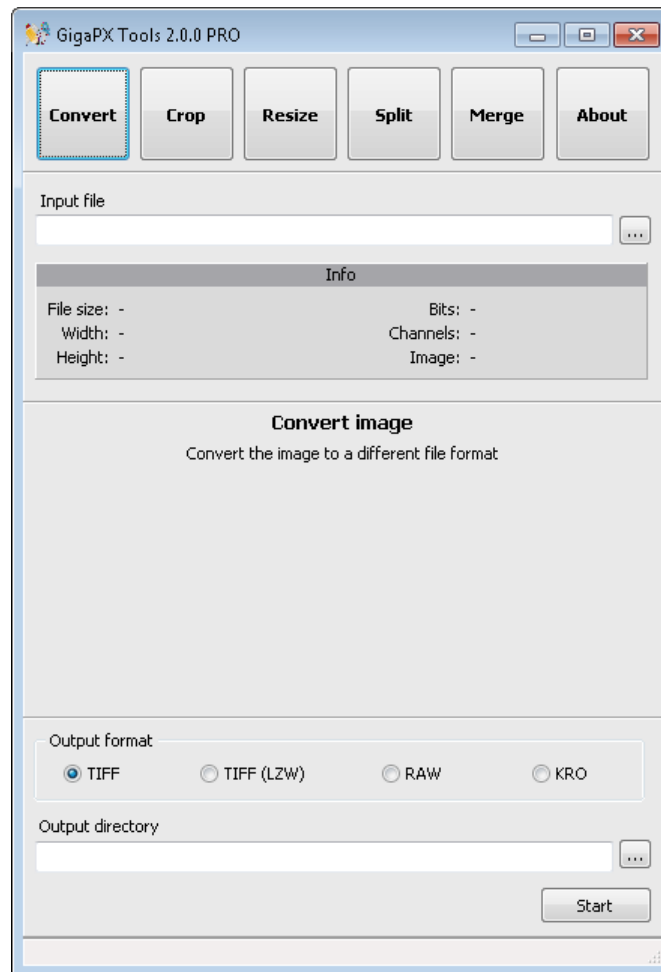 GigaPX Tools 2.0.0 PRO
Convert Crop Resize Split Merge About
Input file
...
Info
File size: - Bits: -
Width: - Channels: -
Height: - Image: -
Convert image
Convert the image to a different file format
Output format
TIFF TIFF (LZW) RAW KRO
Output directory
...
Start